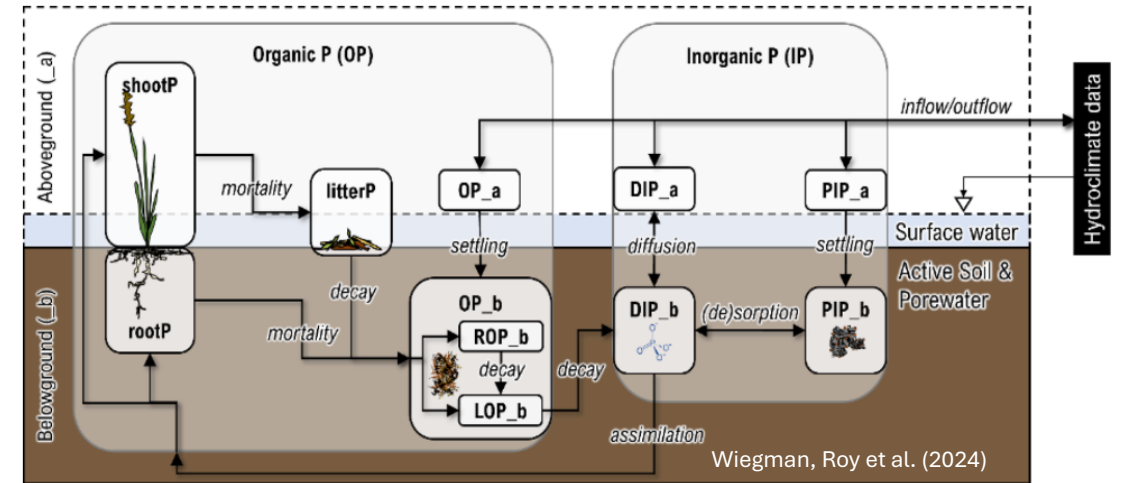 Organic P (OP)
Inorganic P (IP)
Aboveground (_a)
shootP
inflow/outflow
Hydroclimate data
mortality
litterP
OP_a
DIP_a
PIP_a
Surface water
settling
diffusion
settling
Active Soil &
Porewater
Belowground (_b)
rootP
decay
OP_b
DIP_b
(de)sorption
PIP_b
mortality
ROP_b
decay
decay
LOP_b
assimilation
Wiegman, Roy et al. (2024)